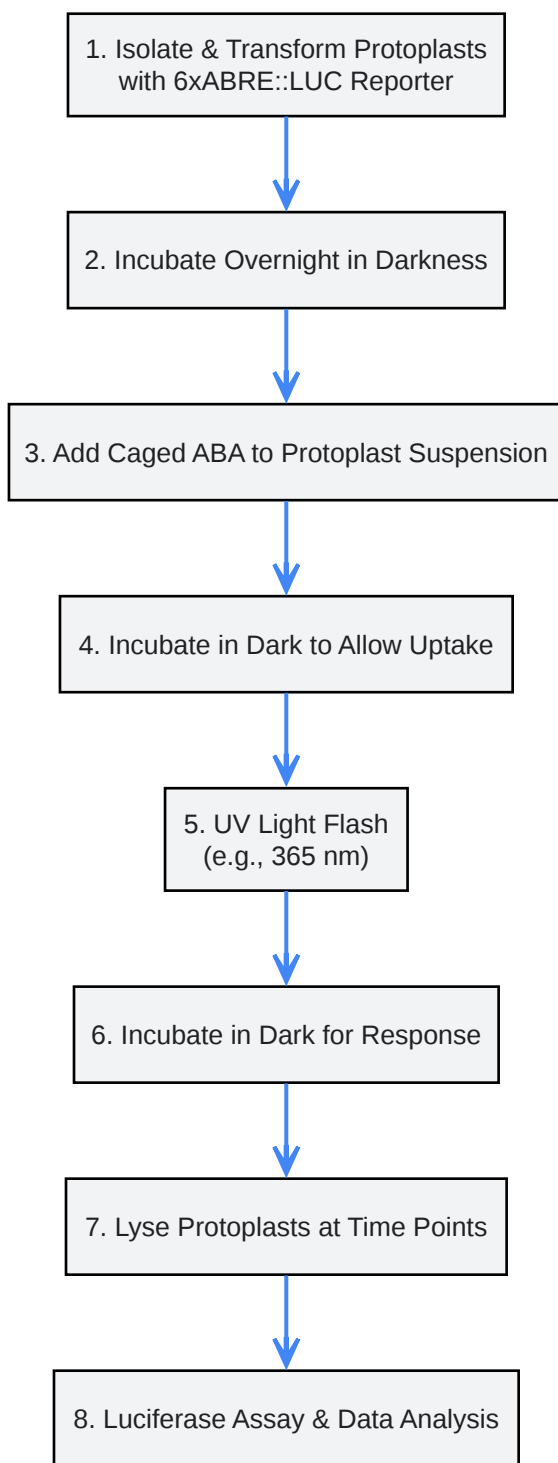 1. Isolate & Transform Protoplasts
with 6xABRE::LUC Reporter
2. Incubate Overnight in Darkness
3. Add Caged ABA to Protoplast Suspension
4. Incubate in Dark to Allow Uptake
5. UV Light Flash
(e.g., 365 nm)
6. Incubate in Dark for Response
7. Lyse Protoplasts at Time Points
8. Luciferase Assay & Data Analysis